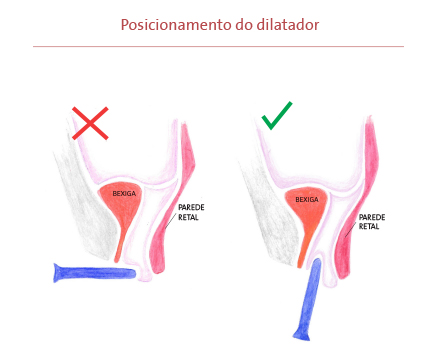 Posicionamento do dilatador
BEXIGA
PAREDE
RETAL
BEXIGA
PAREDE
RETAL